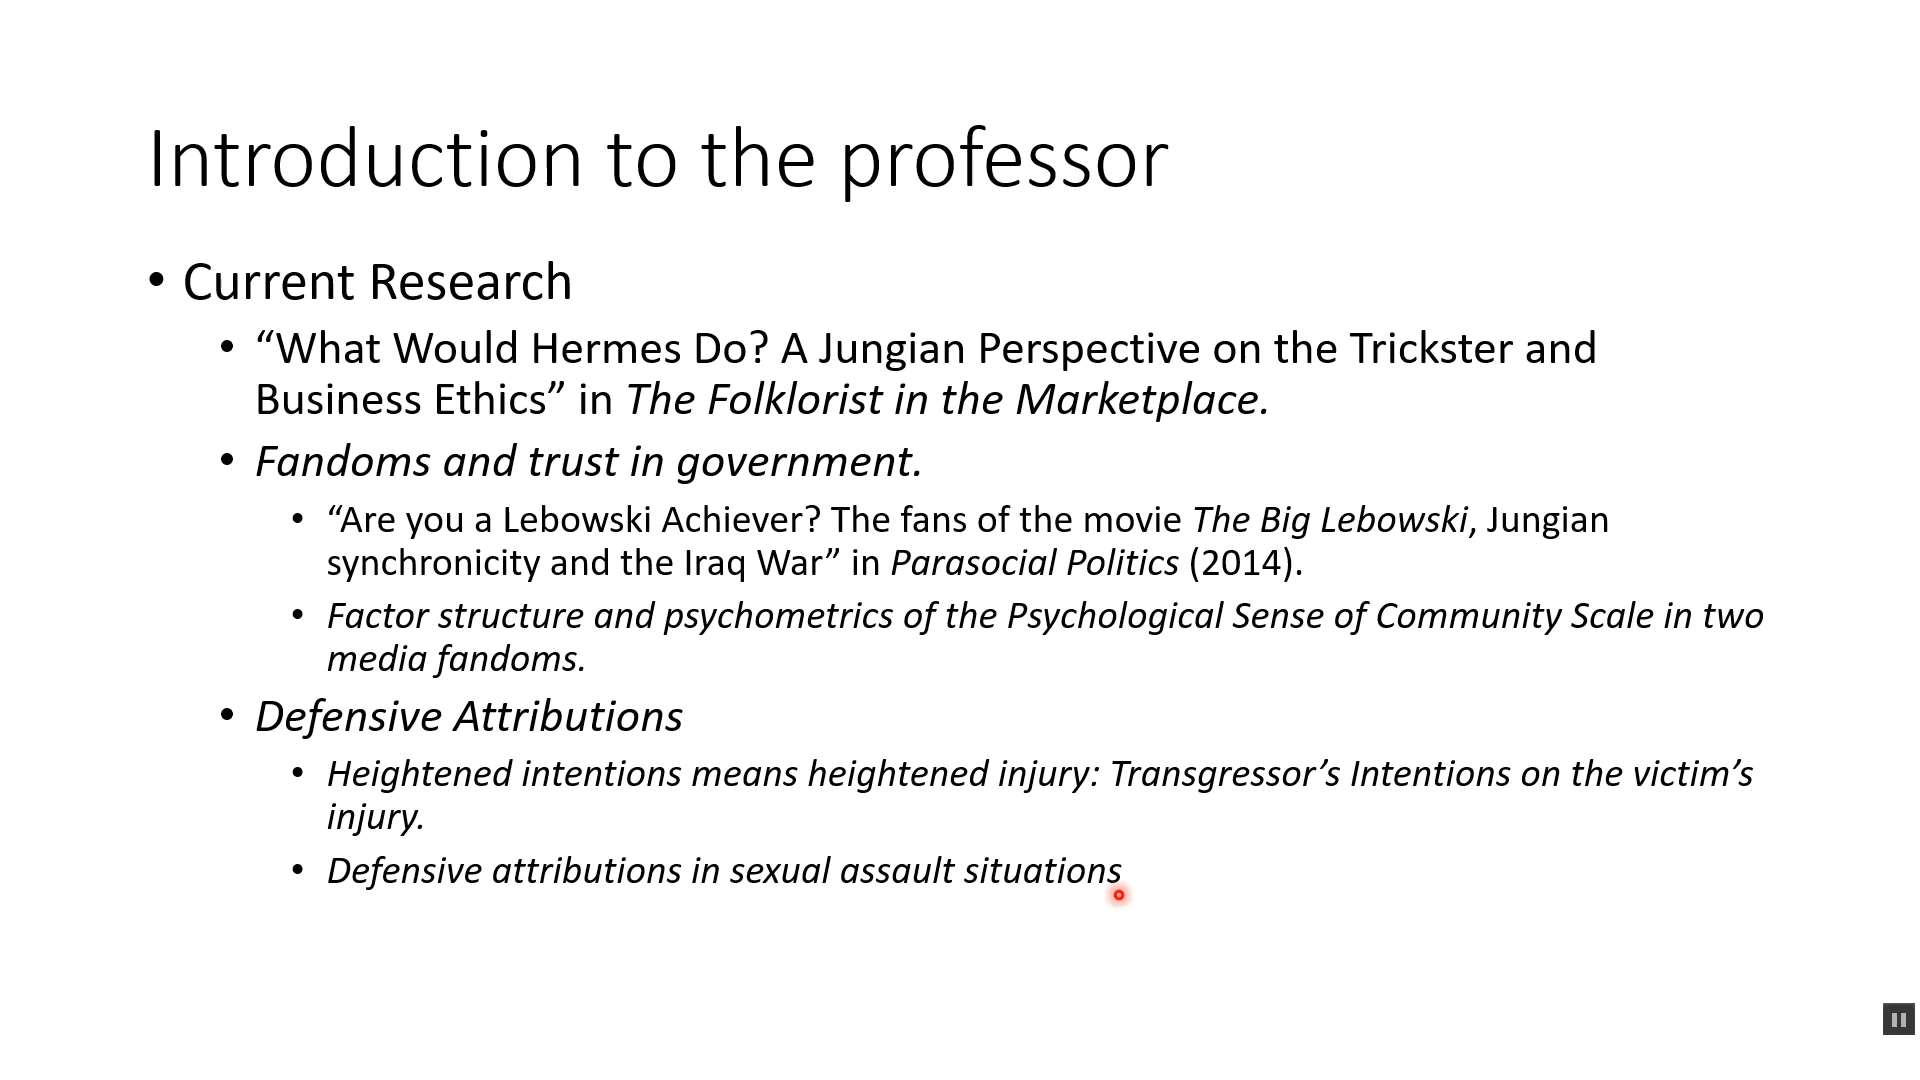 Introduction to the professor
• Current Research
• “What Would Hermes Do? A Jungian Perspective on the Trickster and
Business Ethics” in The Folklorist in the Marketplace.
• Fandoms and trust in government.
• “Are you a Lebowski Achiever? The fans of the movie The Big Lebowski, Jungian
synchronicity and the Iraq War” in Parasocial Politics (2014).
• Factor structure and psychometrics of the Psychological Sense of Community Scale in two
media fandoms.
• Defensive Attributions
• Heightened intentions means heightened injury: Transgressor’s Intentions on the victim’s
injury.
• Defensive attributions in sexual assault situations